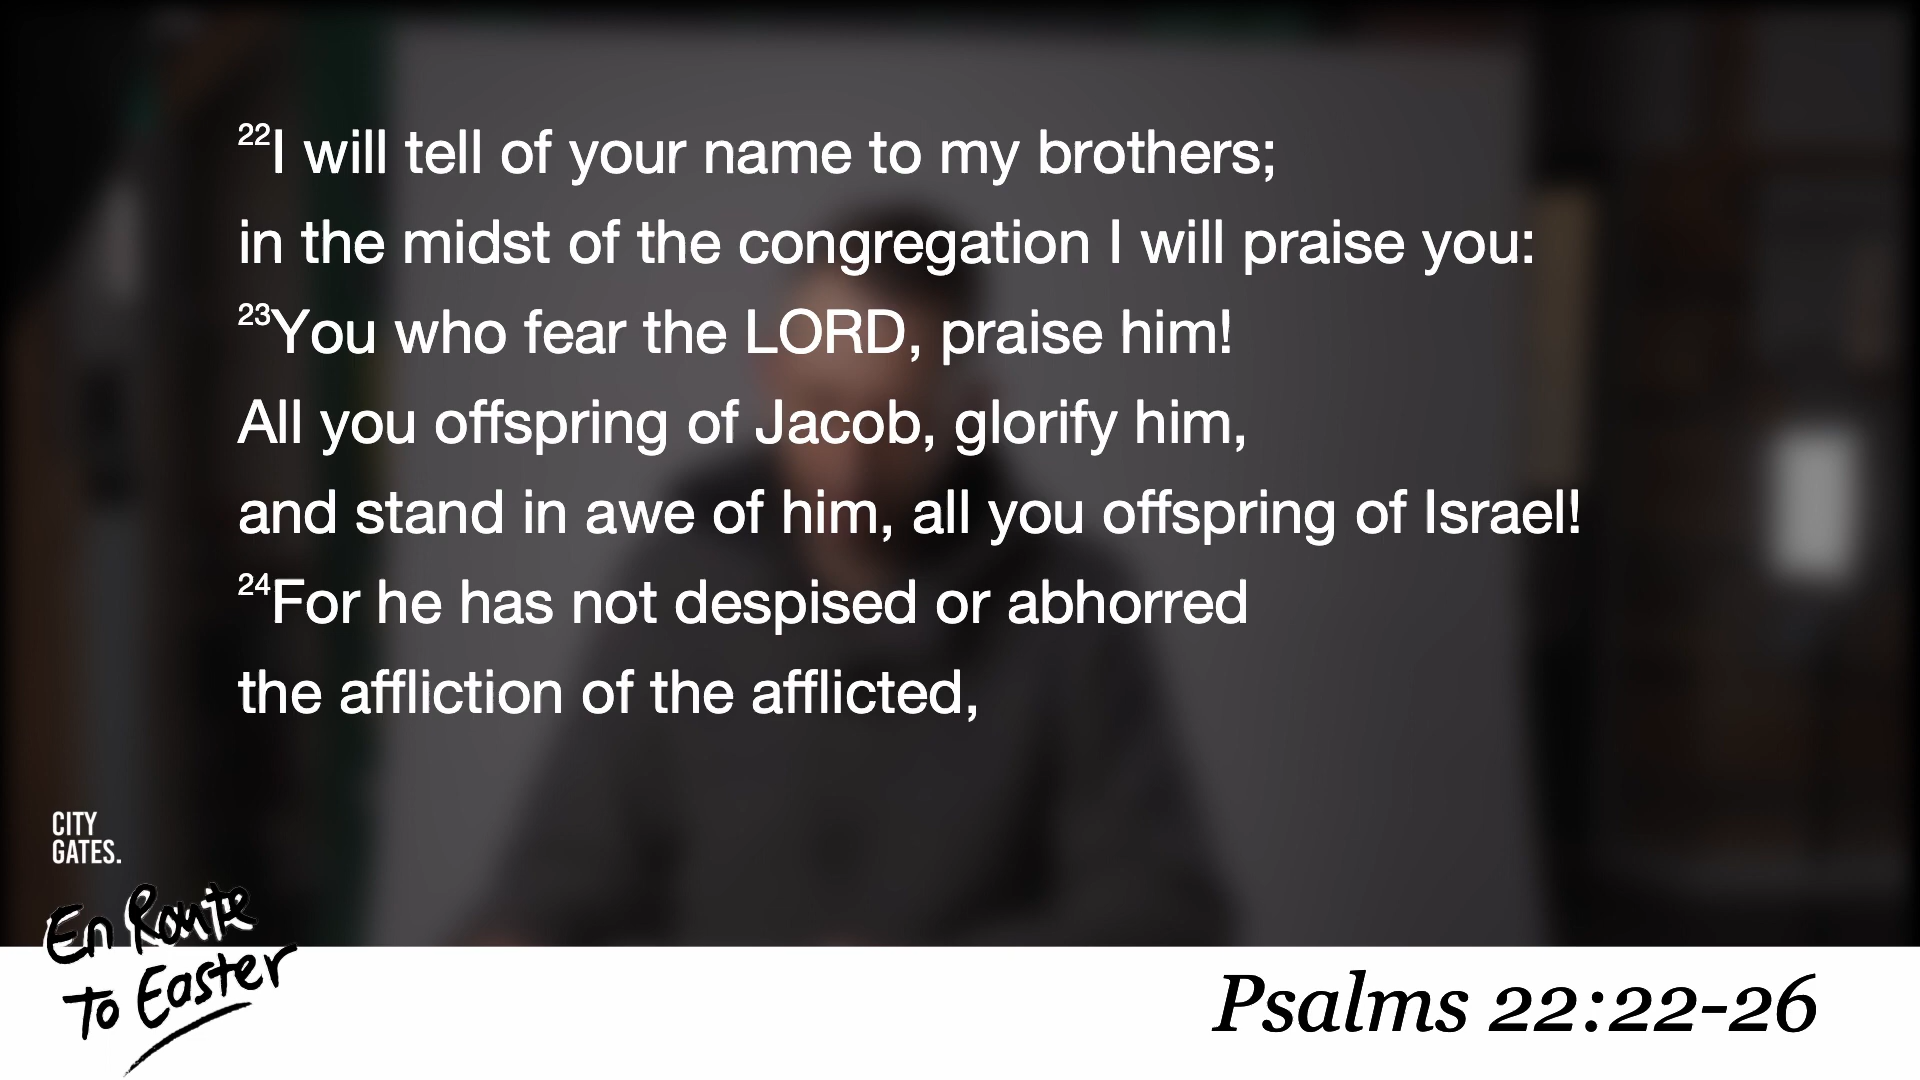 22I will tell of your name to my brothers;
in the midst of the congregation I will praise you:
23You who fear the LORD, praise him!
All you offspring of Jacob, glorify him,
and stand in awe of him, all you offspring of Israel!
24For he has not despised or abhorred
the affliction of the afflicted,
CITY
GATES.
En Route
To Easter
Psalms 22:22-26